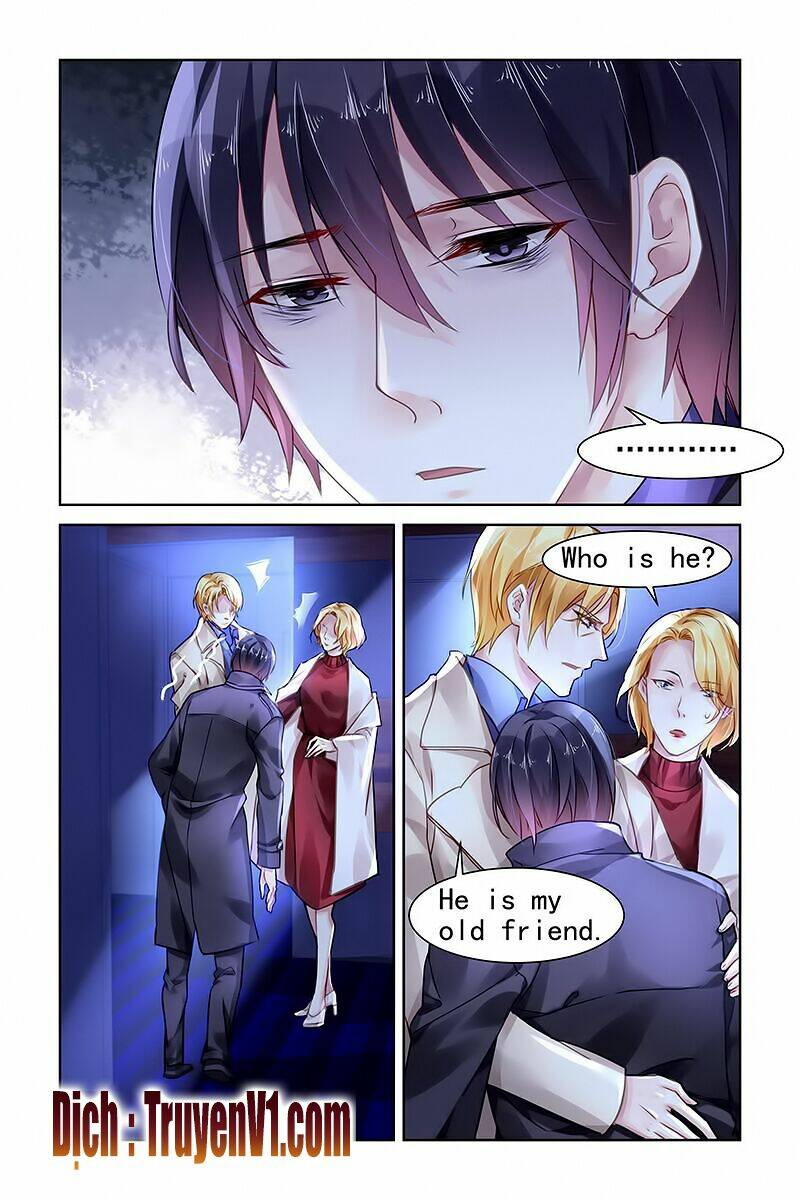 …………
Who is he?
He is my
old friend.
Dịch : TruyenV1.com